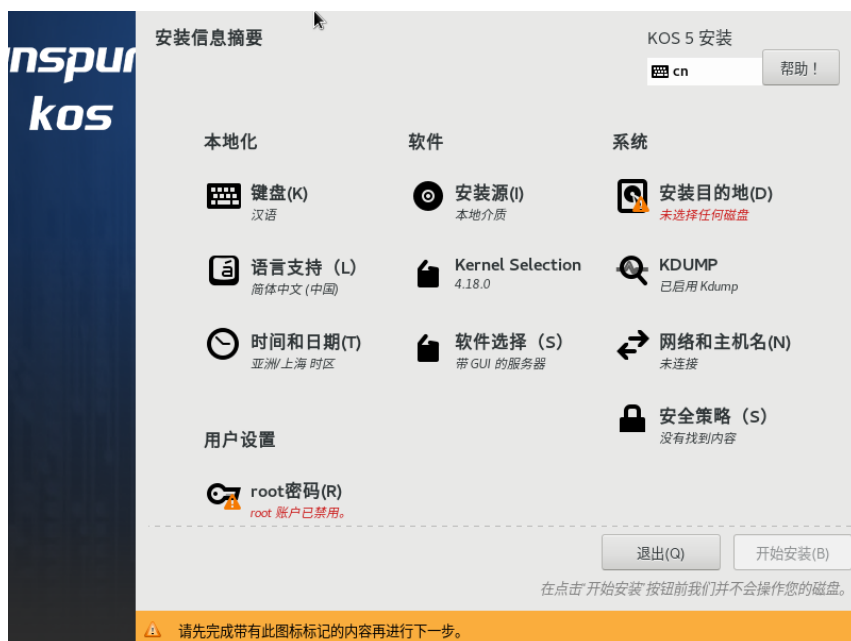 安装信息摘要
KOS 5 安装
cn
帮助！
nspur
kos
本地化
软件
系统
键盘(K)
汉语
安装源(I)
本地介质
安装目的地(D)
未选择任何磁盘
语言支持（L）
简体中文 (中国)
Kernel Selection
4.18.0
KDUMP
已启用 Kdump
时间和日期(T)
亚洲/上海 时区
软件选择（S）
带 GUI 的服务器
网络和主机名(N)
未连接
安全策略（S）
没有找到内容
用户设置
root密码(R)
root 账户已禁用。
退出(Q)
开始安装(B)
在点击"开始安装"按钮前我们并不会操作您的磁盘。
请先完成带有此图标标记的内容再进行下一步。